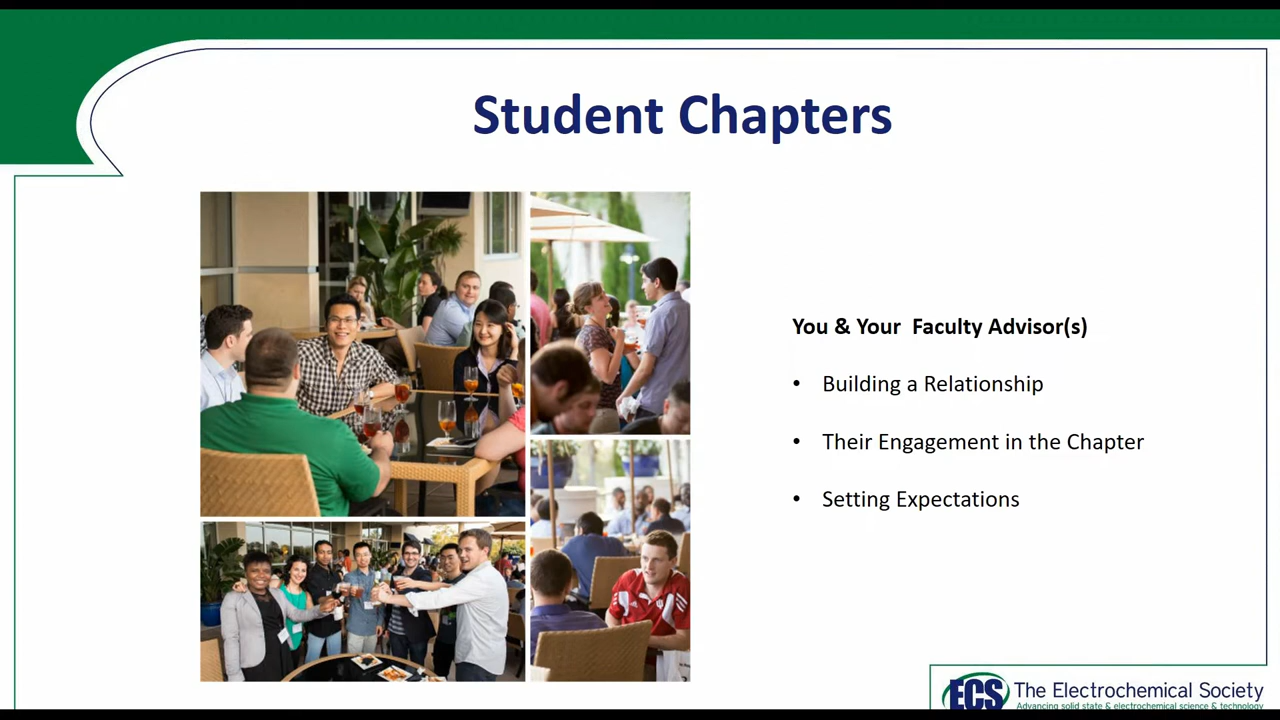 Student Chapters
You & Your  Faculty Advisor(s)
• Building a Relationship
• Their Engagement in the Chapter
• Setting Expectations
ECS The Electrochemical Society
Advancing solid state & electrochemical science & technology